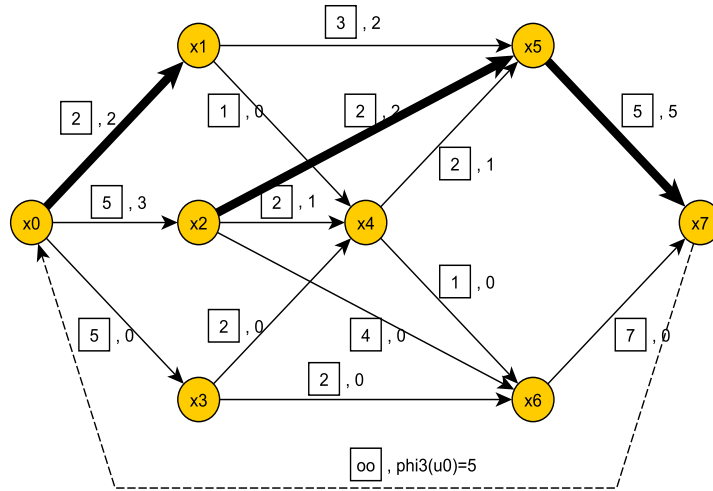 3 , 2
x1
x5
2 , 2
1 , 0
2 , 2
5 , 5
2 , 1
5 , 3
2 , 1
x0
x2
x4
x7
1 , 0
5 , 0
2 , 0
4 , 0
7 , 0
2 , 0
x3
x6
oo , phi3(u0)=5